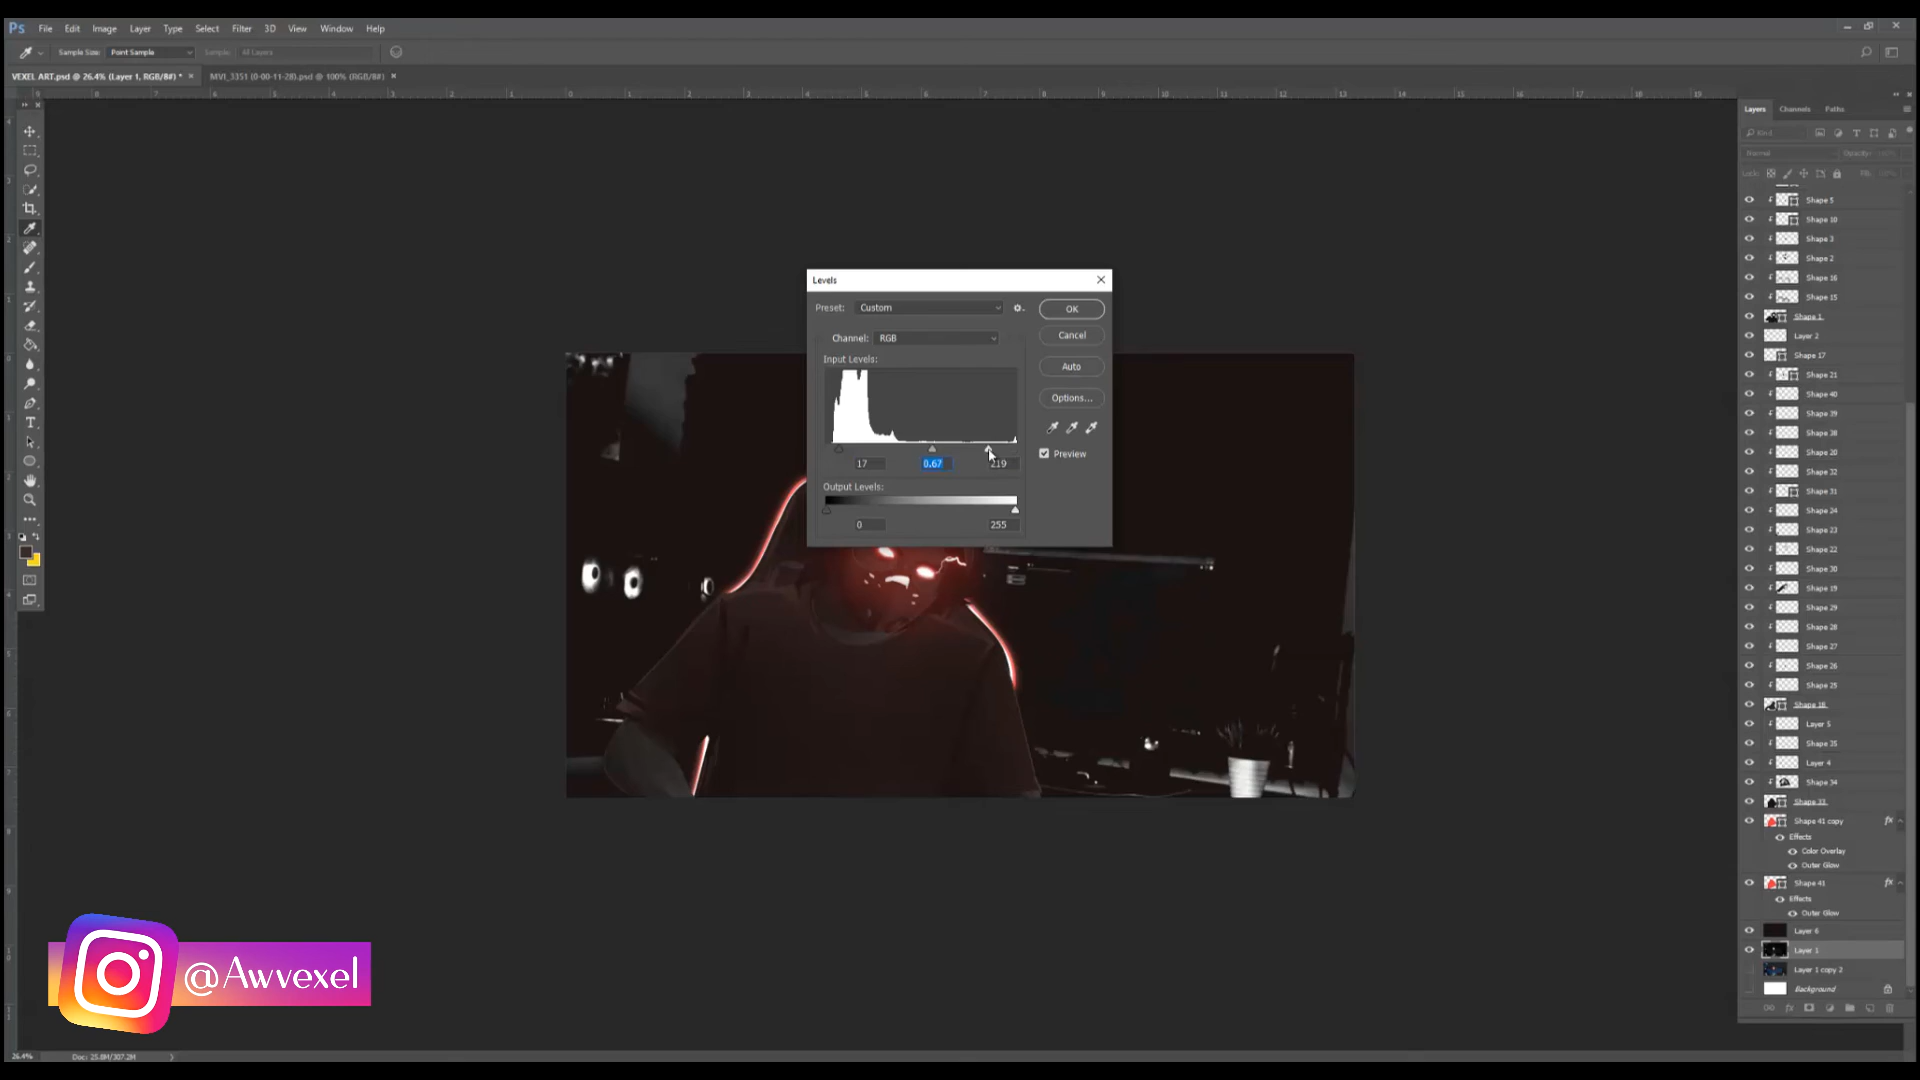 Ps File Edit Image Layer Type Select Filter 3D View Window Help
Sample Size: Point Sample Sample: All Layers
VEXEL ART.psd @ 26.4% (Layer 1, RGB/8#) * × MVI_3351 (0-00-11-28).psd @ 100% (RGB/8#) ×
Layers Channels Paths
Kind
Normal Opacity: 100%
Lock: Fill: 100%
Levels
Preset: Custom
OK
Cancel
Auto
Options...
Preview
Channel: RGB
Input Levels:
17 0.67 219
Output Levels:
0 255
Shape 5
Shape 10
Shape 3
Shape 2
Shape 16
Shape 15
Shape 1
Layer 2
Shape 17
Shape 21
Shape 40
Shape 39
Shape 38
Shape 20
Shape 32
Shape 31
Shape 24
Shape 23
Shape 22
Shape 30
Shape 19
Shape 29
Shape 28
Shape 27
Shape 26
Shape 25
Shape 18
Layer 5
Shape 35
Layer 4
Shape 34
Shape 33
Shape 41 copy fx
Effects
Color Overlay
Outer Glow
Shape 41 fx
Effects
Outer Glow
Layer 6
Layer 1
Layer 1 copy 2
Background
@Awvexel
26.4% Doc: 25.8M/307.2M